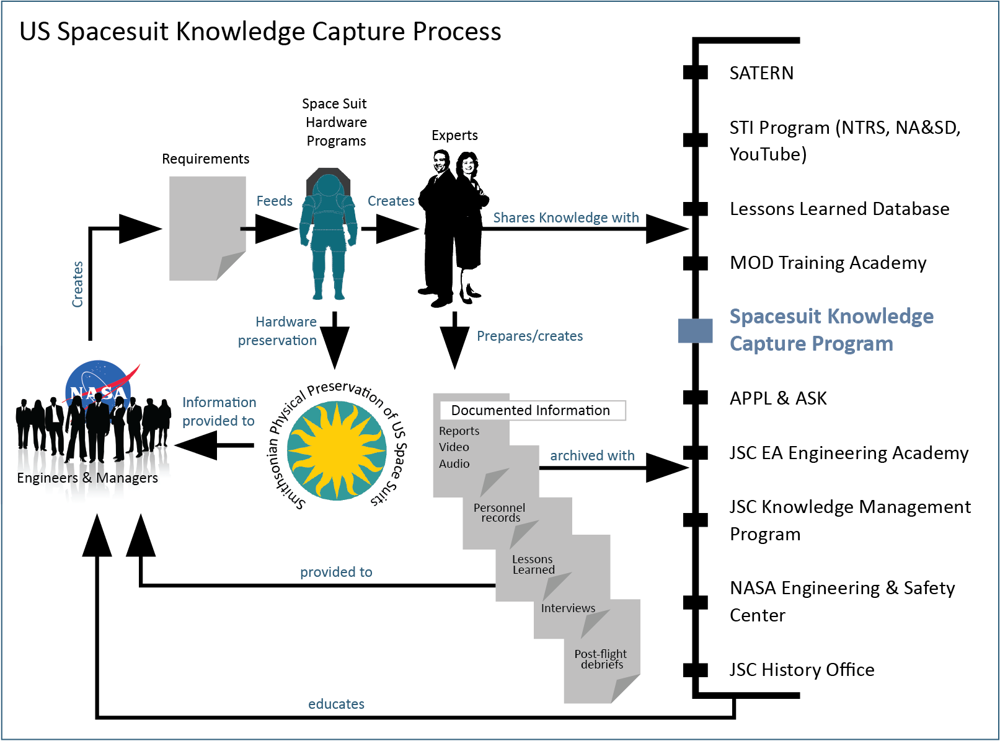 US Spacesuit Knowledge Capture Process
Space Suit
Hardware
Programs
Experts
Requirements
Feeds
Creates
Shares Knowledge with
Creates
Hardware
preservation
Prepares/creates
NASA
Information
provided to
Engineers & Managers
Smithsonian Physical Preservation of US Space Suits
Documented Information
Reports
Video
Audio
archived with
Personnel
records
Lessons
Learned
Interviews
Post-flight
debriefs
provided to
educates
SATERN
STI Program (NTRS, NA&SD,
YouTube)
Lessons Learned Database
MOD Training Academy
Spacesuit Knowledge
Capture Program
APPL & ASK
JSC EA Engineering Academy
JSC Knowledge Management
Program
NASA Engineering & Safety
Center
JSC History Office